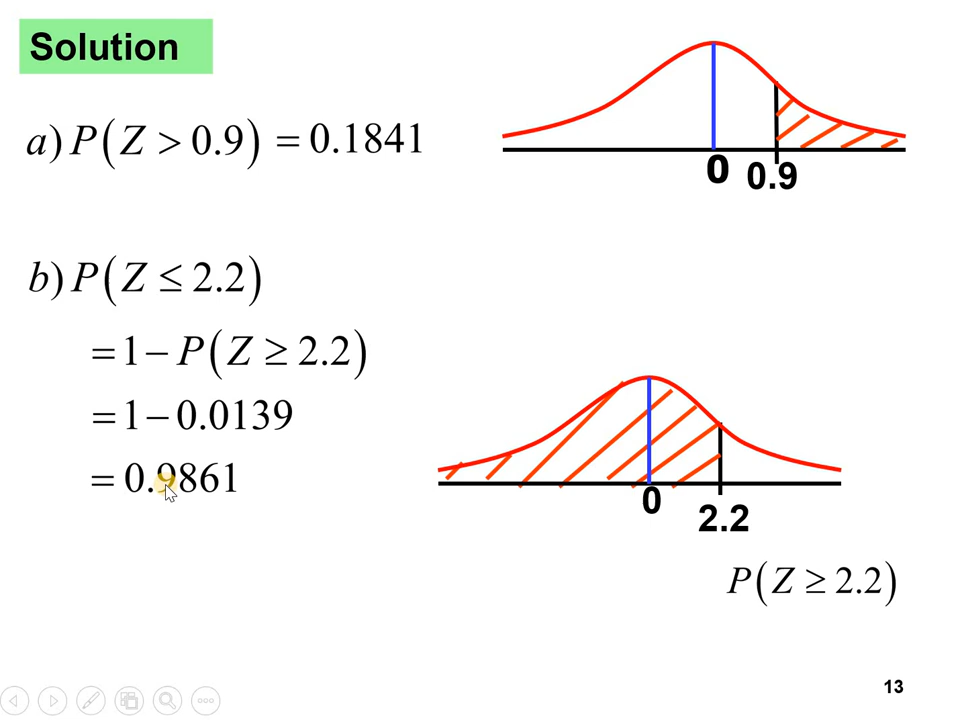 Solution
a) P(Z > 0.9) = 0.1841
0 0.9
b) P(Z ≤ 2.2)
= 1 − P(Z ≥ 2.2)
= 1 − 0.0139
= 0.9861
0
2.2
P(Z ≥ 2.2)
13